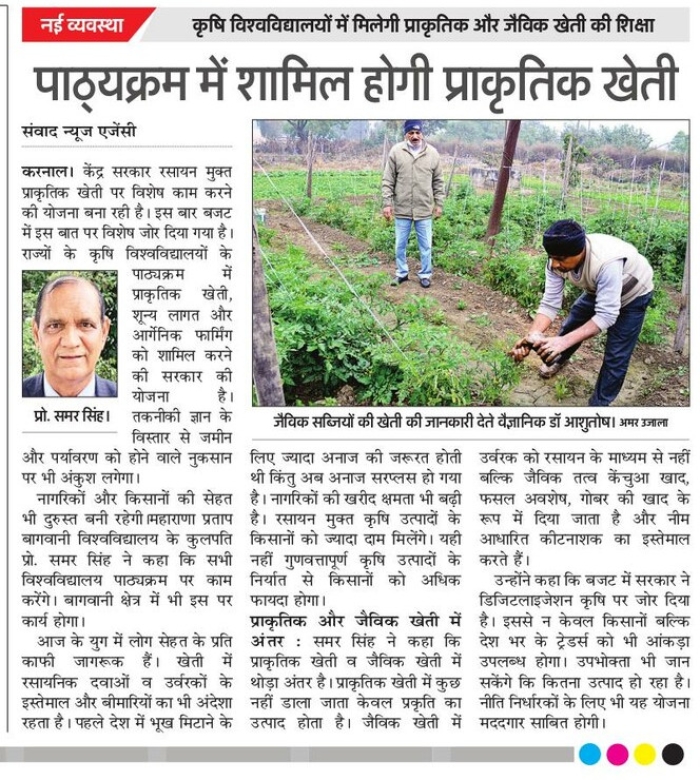 नई व्यवस्था
कृषि विश्वविद्यालयों में मिलेगी प्राकृतिक और जैविक खेती की शिक्षा
पाठ्यक्रम में शामिल होगी प्राकृतिक खेती
संवाद न्यूज एजेंसी
करनाल। केंद्र सरकार रसायन मुक्त
प्राकृतिक खेती पर विशेष काम करने
की योजना बना रही है। इस बार बजट
में इस बात पर विशेष जोर दिया गया है।
राज्यों के कृषि विश्वविद्यालयों के
पाठ्यक्रम में
प्राकृतिक खेती,
शून्य लागत और
आर्गेनिक फार्मिंग
को शामिल करने
की सरकार की
योजना है।
तकनीकी ज्ञान के
विस्तार से जमीन
प्रो. समर सिंह।
और पर्यावरण को होने वाले नुकसान
पर भी अंकुश लगेगा।
नागरिकों और किसानों की सेहत
भी दुरुस्त बनी रहेगी।महाराणा प्रताप
बागवानी विश्वविद्यालय के कुलपति
प्रो. समर सिंह ने कहा कि सभी
विश्वविद्यालय पाठ्यक्रम पर काम
करेंगे। बागवानी क्षेत्र में भी इस पर
कार्य होगा।
आज के युग में लोग सेहत के प्रति
काफी जागरूक हैं। खेती में
रसायनिक दवाओं व उर्वरकों के
इस्तेमाल और बीमारियों का भी अंदेशा
रहता है। पहले देश में भूख मिटाने के
जैविक सब्जियों की खेती की जानकारी देते वैज्ञानिक डॉ आशुतोष। अमर उजाला
लिए ज्यादा अनाज की जरूरत होती
थी किंतु अब अनाज सरप्लस हो गया
है। नागरिकों की खरीद क्षमता भी बढ़ी
है। रसायन मुक्त कृषि उत्पादों के
किसानों को ज्यादा दाम मिलेंगे। यही
नहीं गुणवत्तापूर्ण कृषि उत्पादों के
निर्यात से किसानों को अधिक
फायदा होगा।
प्राकृतिक और जैविक खेती में
अंतर : समर सिंह ने कहा कि
प्राकृतिक खेती व जैविक खेती में
थोड़ा अंतर है। प्राकृतिक खेती में कुछ
नहीं डाला जाता केवल प्रकृति का
उत्पाद होता है। जैविक खेती में
उर्वरक को रसायन के माध्यम से नहीं
बल्कि जैविक तत्व केंचुआ खाद,
फसल अवशेष, गोबर की खाद के
रूप में दिया जाता है और नीम
आधारित कीटनाशक का इस्तेमाल
करते हैं।
उन्होंने कहा कि बजट में सरकार ने
डिजिटलाइजेशन कृषि पर जोर दिया
है। इससे न केवल किसानों बल्कि
देश भर के ट्रेडर्स को भी आंकड़ा
उपलब्ध होगा। उपभोक्ता भी जान
सकेंगे कि कितना उत्पाद हो रहा है।
नीति निर्धारकों के लिए भी यह योजना
मददगार साबित होगी।